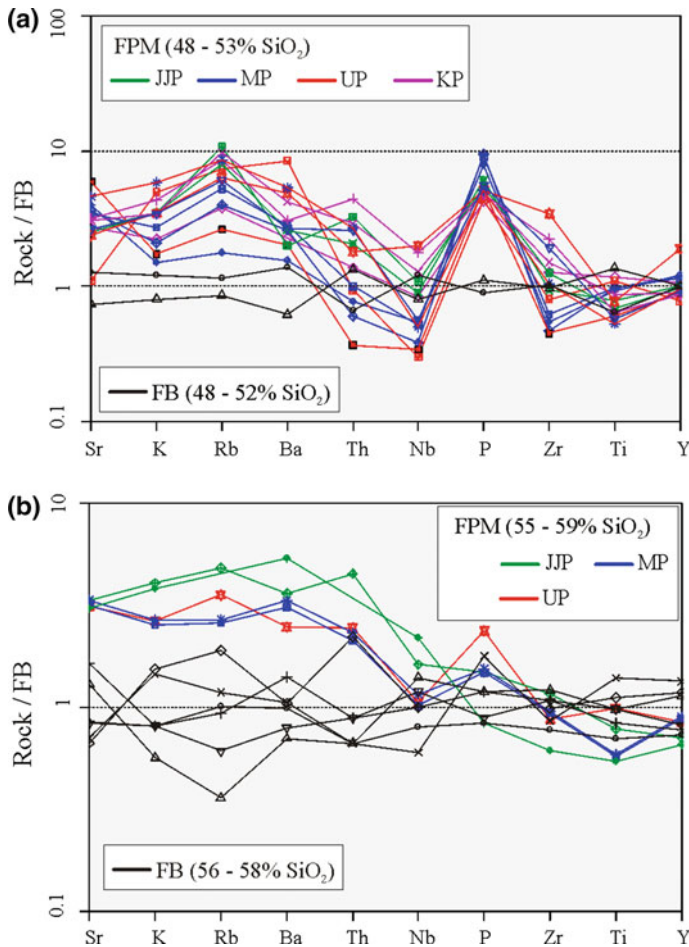 (a)
100
10
1
0.1
Rock / FB
FPM (48 - 53% SiO₂)
JJP MP UP KP
FB (48 - 52% SiO₂)
Sr K Rb Ba Th Nb P Zr Ti Y
(b)
10
1
0.1
Rock / FB
FPM (55 - 59% SiO₂)
JJP MP
UP
FB (56 - 58% SiO₂)
Sr K Rb Ba Th Nb P Zr Ti Y